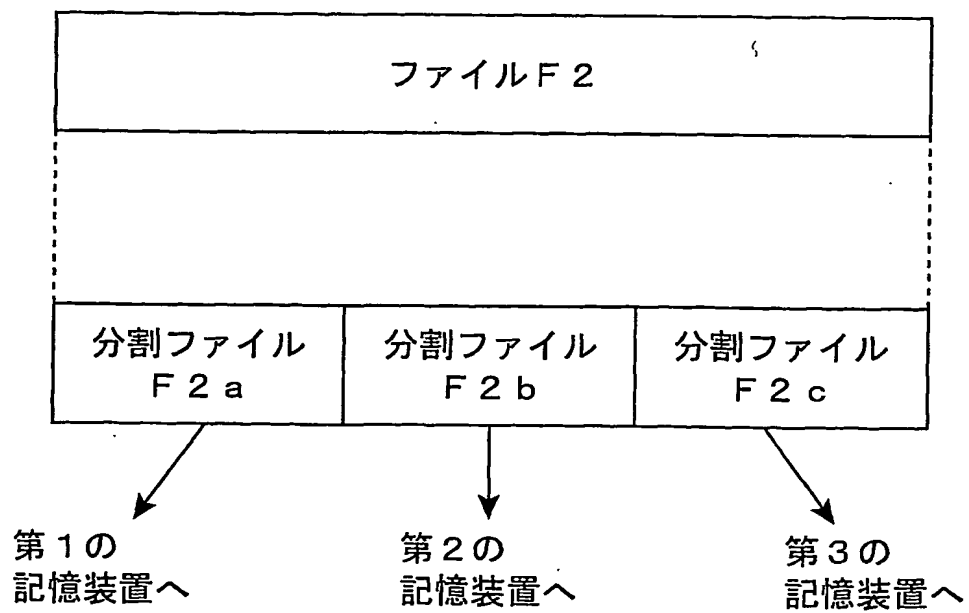 ファイルF2
分割ファイル
F2a
分割ファイル
F2b
分割ファイル
F2c
第1の
記憶装置へ
第2の
記憶装置へ
第3の
記憶装置へ